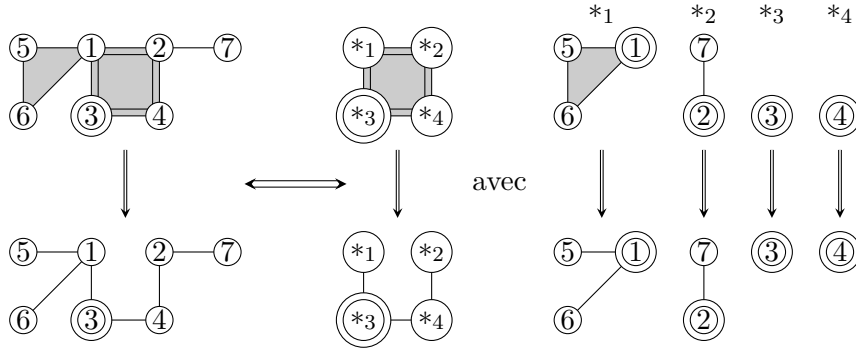 *1 *2 *3 *4
5 1 2 7 *1 *2 5 1 7
6 3 4 *3 *4 6 2 3 4
avec
5 1 2 7 *1 *2 5 1 7 3 4
6 3 4 *3 *4 6 2